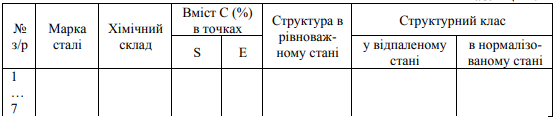 №
з/р
Марка
сталі
Хімічний
склад
Вміст С (%)
в точках
S
E
Структура в
рівноваж-
ному стані
Структурний клас
у відпаленому
стані
в нормалізо-
ваному стані
1
…
7